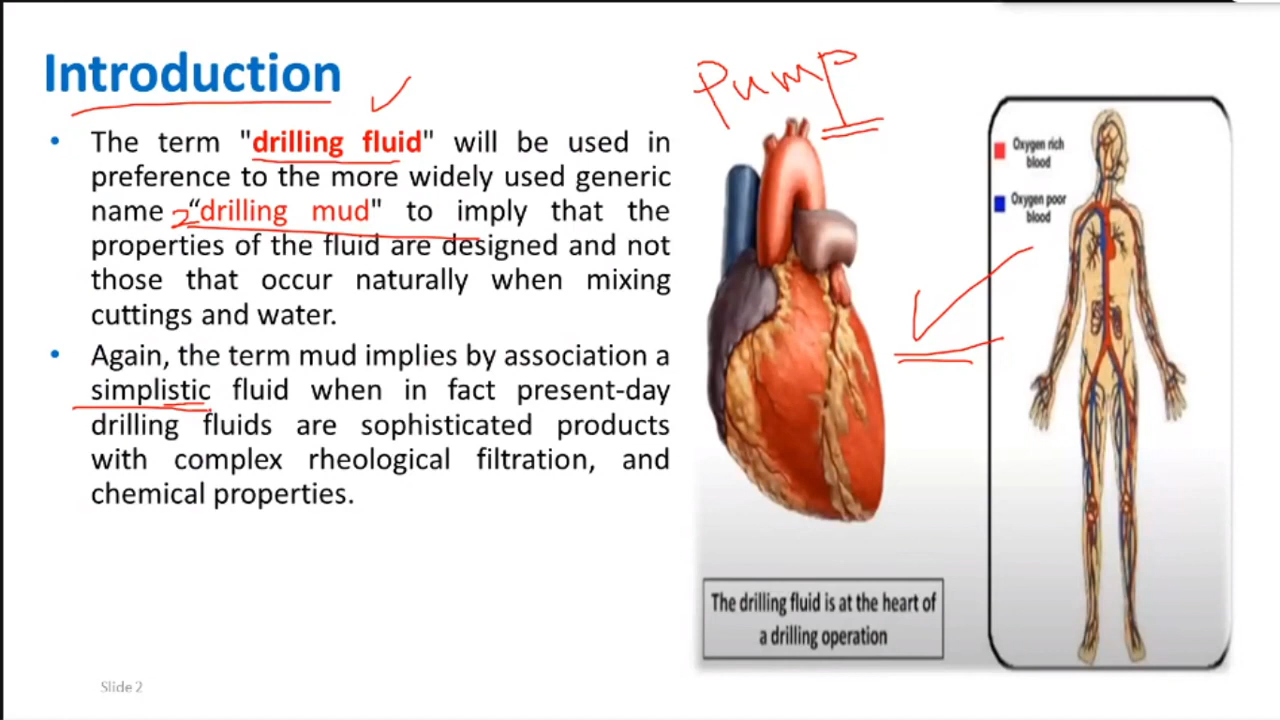 Introduction
• The term "drilling fluid" will be used in
preference to the more widely used generic
name “drilling mud" to imply that the
properties of the fluid are designed and not
those that occur naturally when mixing
cuttings and water.
• Again, the term mud implies by association a
simplistic fluid when in fact present-day
drilling fluids are sophisticated products
with complex rheological filtration, and
chemical properties.
Pump
Oxygen rich
blood
Oxygen poor
blood
The drilling fluid is at the heart of
a drilling operation
Slide 2